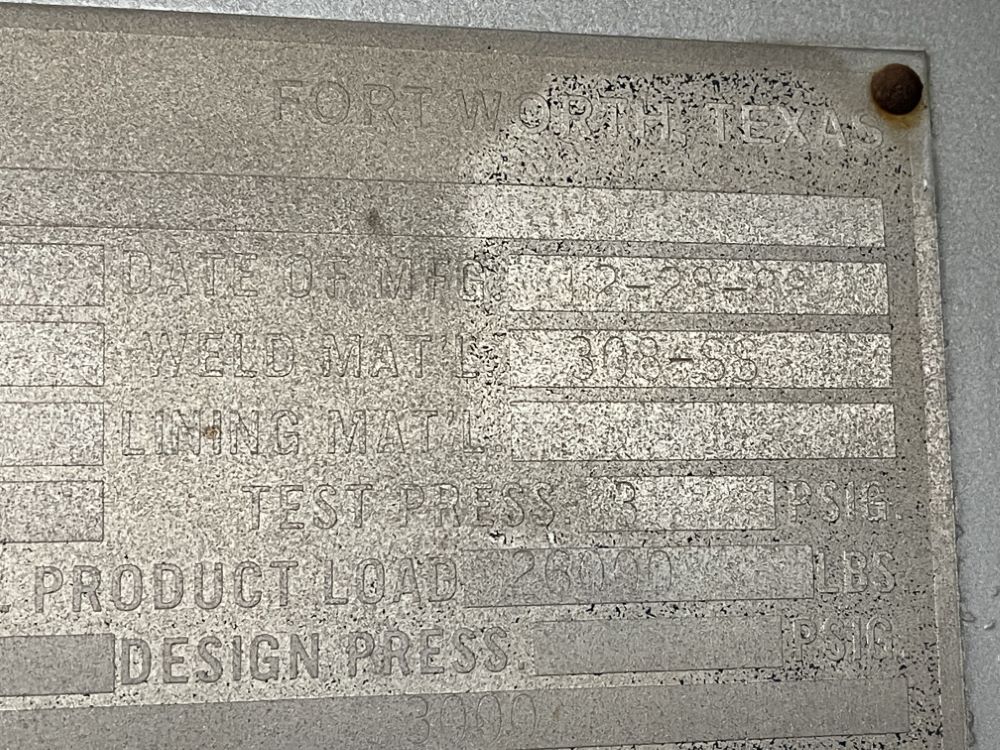 FORT WORTH, TEXAS
DATE OF MFG.
WELD MAT'L. 308-SS
LINING MAT'L.
TEST PRESS. 3 PSIG.
PRODUCT LOAD 26000 LBS
DESIGN PRESS. PSIG.
3000